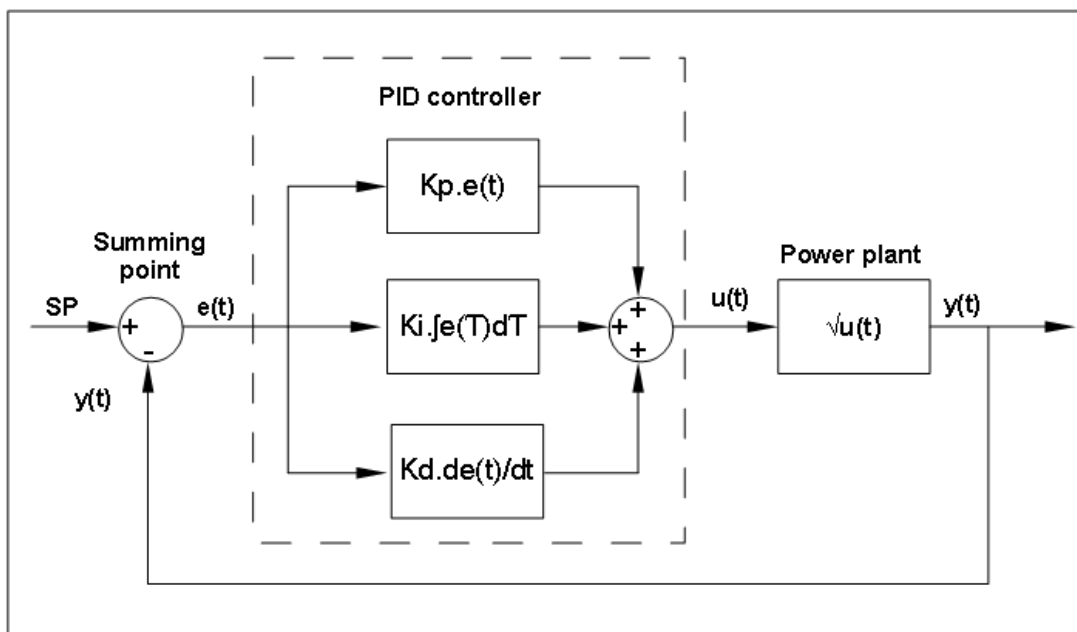 PID controller
Kp.e(t)
Summing
point
Power plant
SP
+
-
e(t)
Ki.∫e(T)dT
+
+
+
u(t)
√u(t)
y(t)
y(t)
Kd.de(t)/dt